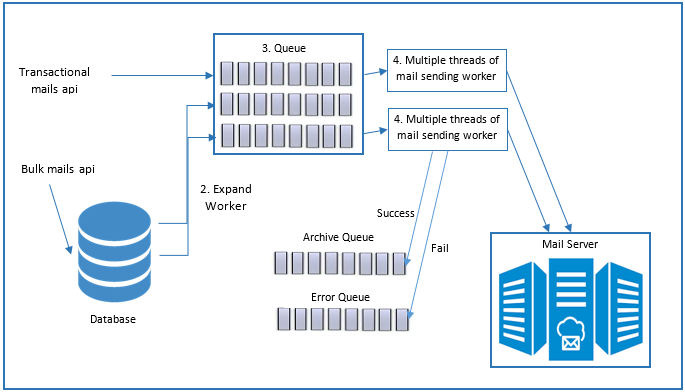 3. Queue
Transactional
mails api
4. Multiple threads of
mail sending worker
4. Multiple threads of
mail sending worker
Bulk mails api
2. Expand
Worker
Success
Archive Queue
Fail
Mail Server
Error Queue
Database